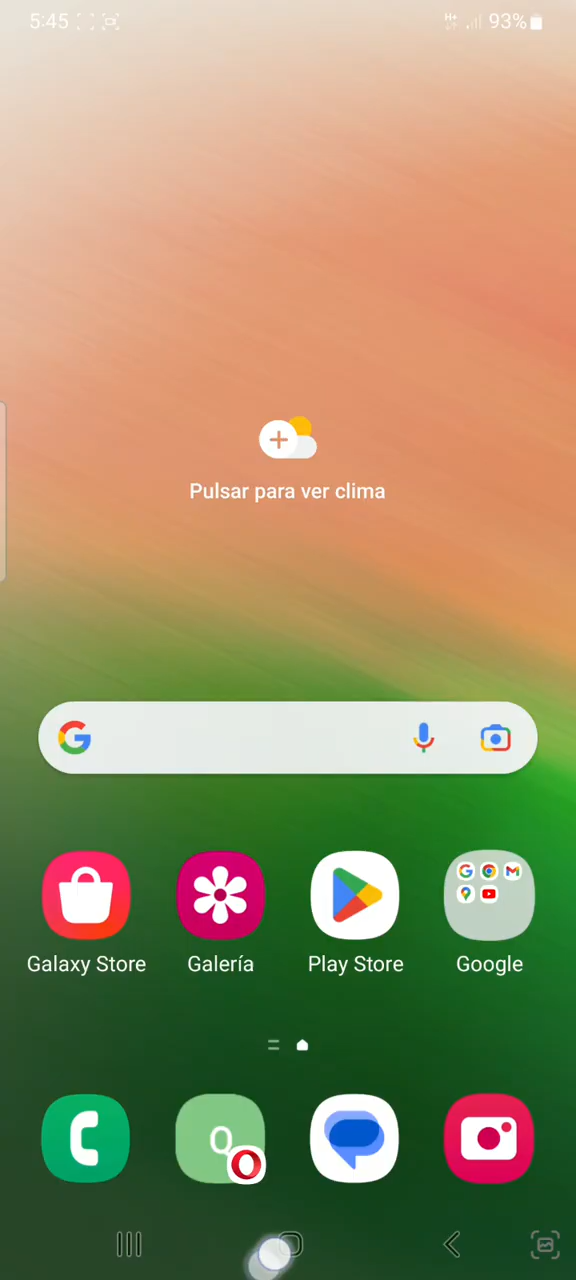 5:45
H+ 93%
Pulsar para ver clima
Galaxy Store
Galería
Play Store
Google
Q